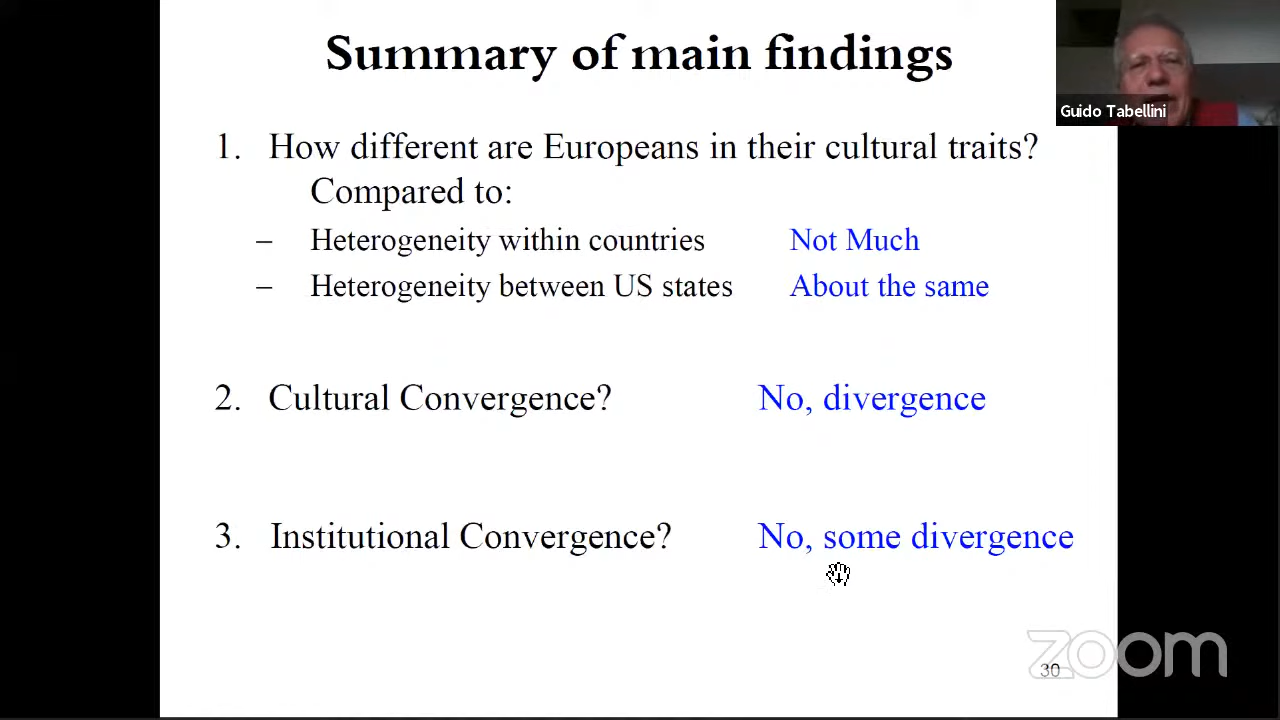 Summary of main findings
Guido Tabellini
1. How different are Europeans in their cultural traits?
Compared to:
– Heterogeneity within countries Not Much
– Heterogeneity between US states About the same
2. Cultural Convergence? No, divergence
3. Institutional Convergence? No, some divergence
zoom
30